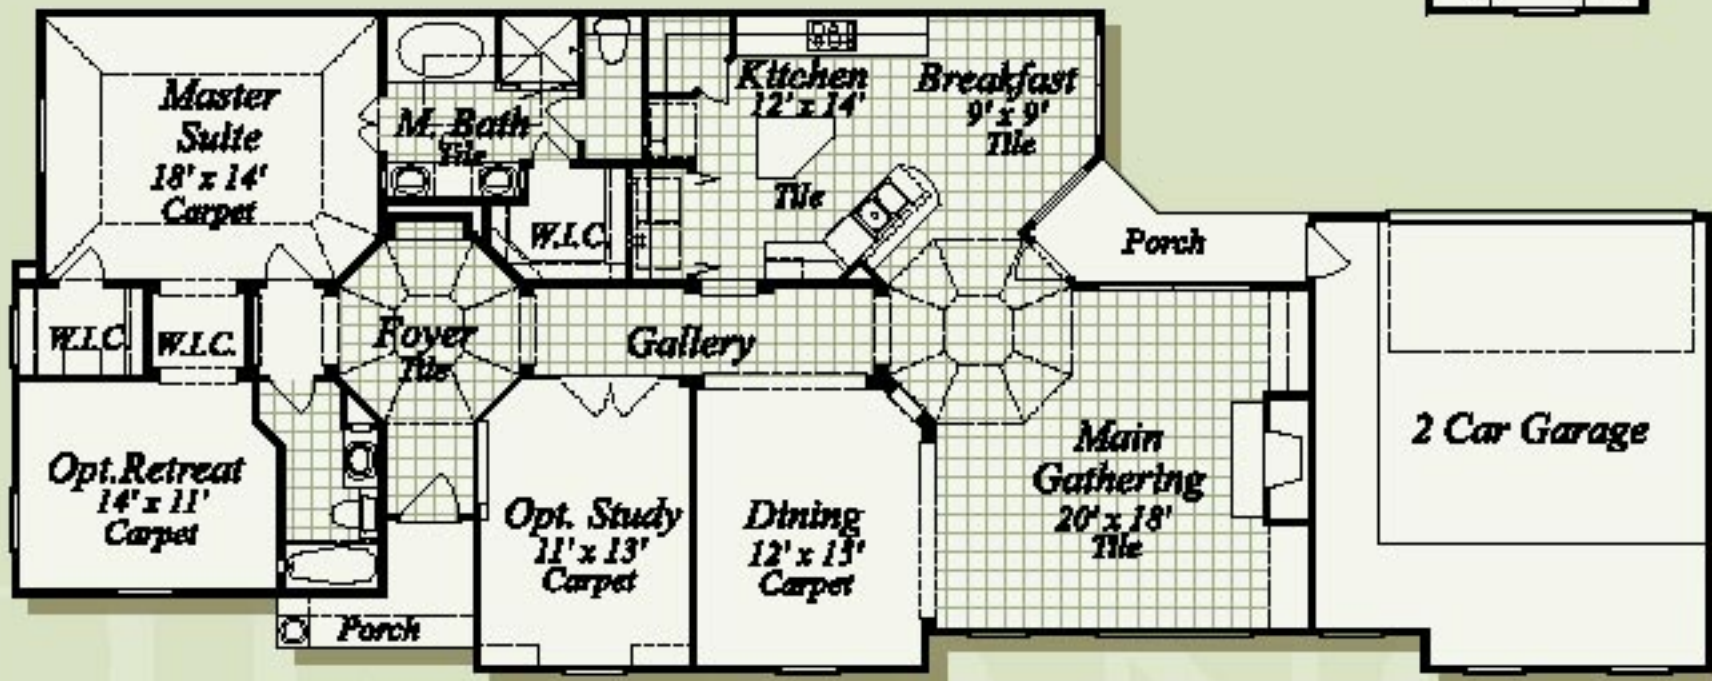 Master
Suite
18' x 14'
Carpet
M. Bath
Tile
Kitchen
12' x 14'
Tile
Breakfast
9' x 9'
Tile
W.I.C.
Porch
W.I.C.
W.I.C.
Foyer
Tile
Gallery
Opt.Retreat
14' x 11'
Carpet
Opt. Study
11' x 13'
Carpet
Dining
12' x 13'
Carpet
Main
Gathering
20' x 18'
Tile
2 Car Garage
Porch